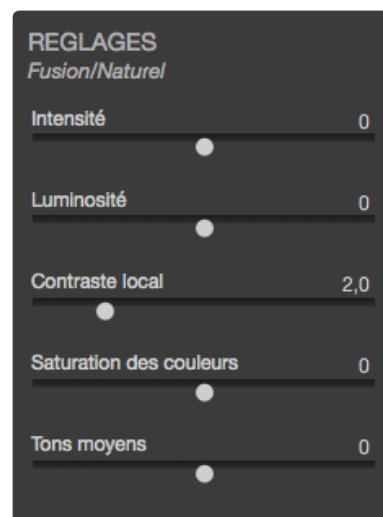 REGLAGES
Fusion/Naturel
Intensité 0
Luminosité 0
Contraste local 2,0
Saturation des couleurs 0
Tons moyens 0